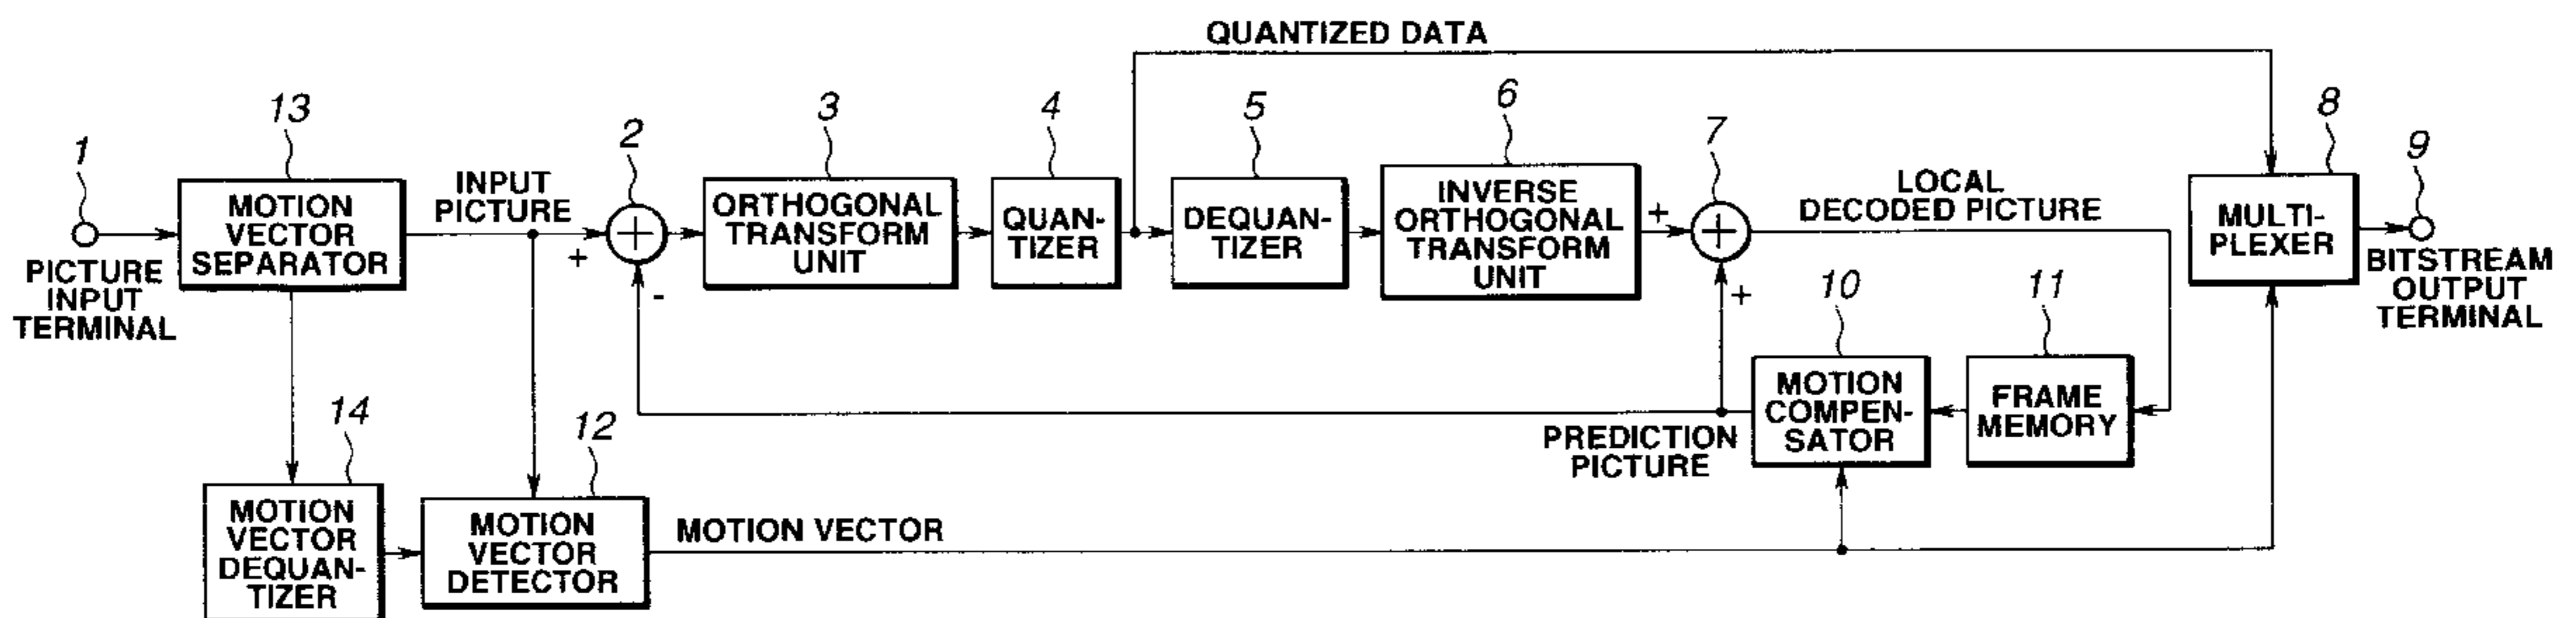 QUANTIZED DATA
1
13
2
3
4
5
6
7
8
9
PICTURE
INPUT
TERMINAL
MOTION
VECTOR
SEPARATOR
INPUT
PICTURE
+
-
ORTHOGONAL
TRANSFORM
UNIT
QUAN-
TIZER
DEQUAN-
TIZER
INVERSE
ORTHOGONAL
TRANSFORM
UNIT
+
+
LOCAL
DECODED PICTURE
MULTI-
PLEXER
BITSTREAM
OUTPUT
TERMINAL
10
11
MOTION
COMPEN-
SATOR
FRAME
MEMORY
PREDICTION
PICTURE
14
12
MOTION
VECTOR
DEQUAN-
TIZER
MOTION
VECTOR
DETECTOR
MOTION VECTOR